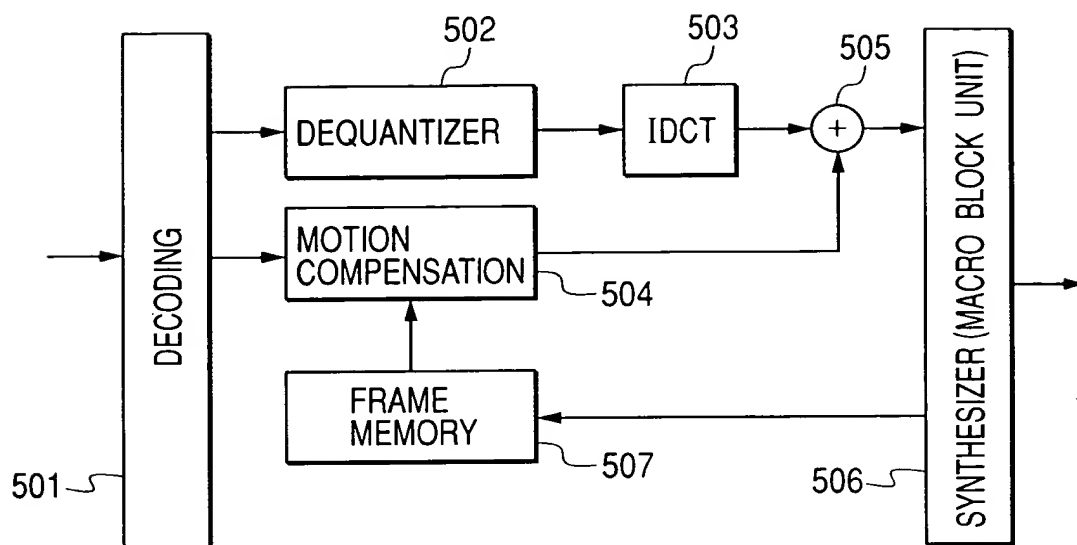 502
503
505
DEQUANTIZER
IDCT
+
MOTION
COMPENSATION
504
DECODING
FRAME
MEMORY
507
501
506
SYNTHESIZER (MACRO BLOCK UNIT)